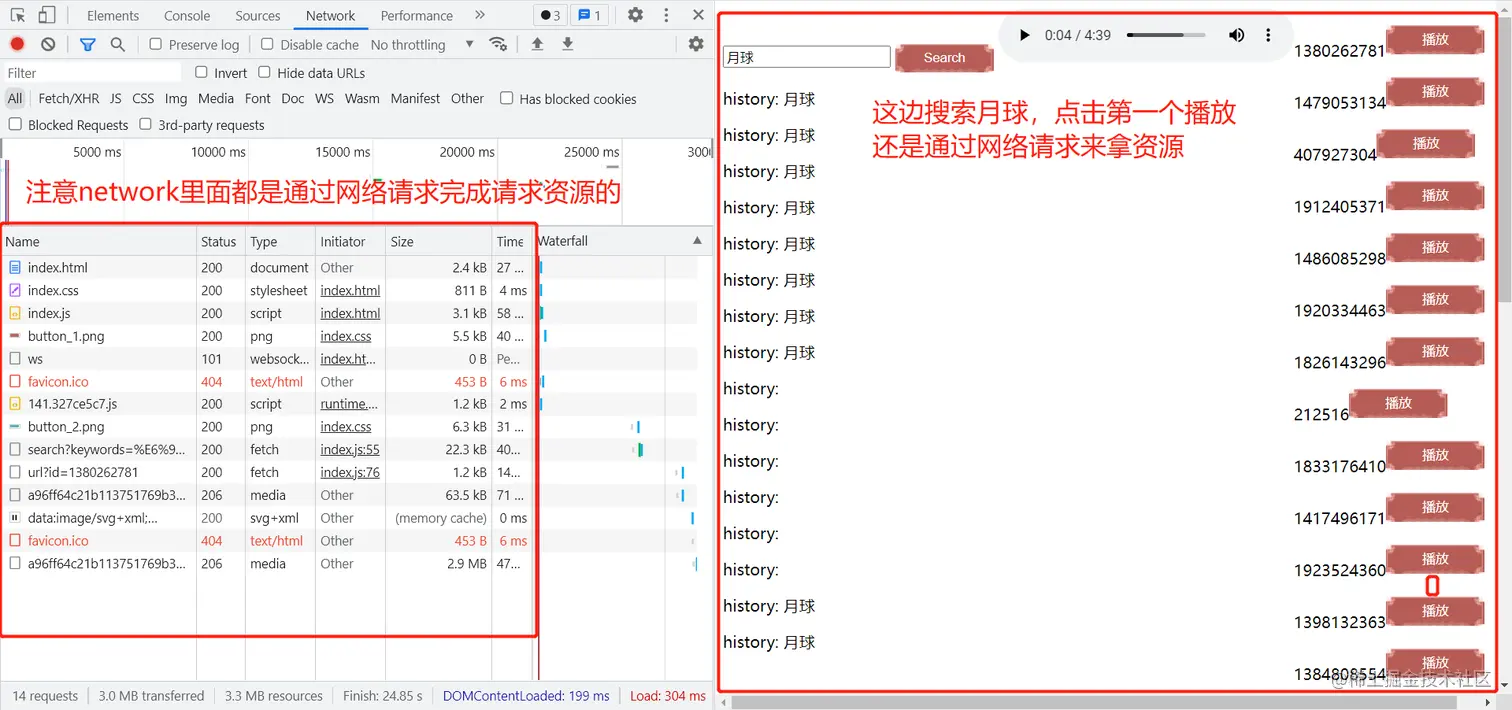 Elements Console Sources Network Performance 3 1
Preserve log Disable cache No throttling
Filter Invert Hide data URLs
All Fetch/XHR JS CSS Img Media Font Doc WS Wasm Manifest Other Has blocked cookies
Blocked Requests 3rd-party requests
5000 ms 10000 ms 15000 ms 20000 ms 25000 ms 3000
注意network里面都是通过网络请求完成请求资源的
Name Status Type Initiator Size Time Waterfall
index.html 200 document Other 2.4 kB 27 ...
index.css 200 stylesheet index.html 811 B 4 ms
index.js 200 script index.html 3.1 kB 58 ...
button_1.png 200 png index.css 5.5 kB 40 ...
ws 101 websock... index.ht... 0 B Pe...
favicon.ico 404 text/html Other 453 B 6 ms
141.327ce5c7.js 200 script runtime.... 1.2 kB 2 ms
button_2.png 200 png index.css 6.3 kB 31 ...
search?keywords=%E6%9... 200 fetch index.js:55 22.3 kB 40...
url?id=1380262781 200 fetch index.js:76 1.2 kB 14...
a96ff64c21b113751769b3... 206 media Other 63.5 kB 71 ...
data:image/svg+xml;... 200 svg+xml Other (memory cache) 0 ms
favicon.ico 404 text/html Other 453 B 6 ms
a96ff64c21b113751769b3... 206 media Other 2.9 MB 47...
14 requests 3.0 MB transferred 3.3 MB resources Finish: 24.85 s DOMContentLoaded: 199 ms Load: 304 ms
月球 Search 0:04 / 4:39
history: 月球
history: 月球
history: 月球
history: 月球
history: 月球
history: 月球
history: 月球
history: 月球
history:
history:
history:
history:
history:
history:
history: 月球
history: 月球
这边搜索月球，点击第一个播放
还是通过网络请求来拿资源
1380262781 播放
1479053134 播放
407927304 播放
1912405371 播放
1486085298 播放
1920334463 播放
1826143296 播放
212516 播放
1833176410 播放
1417496171 播放
1923524360 播放
1398132363 播放
1384808554 播放
@稀土掘金技术社区